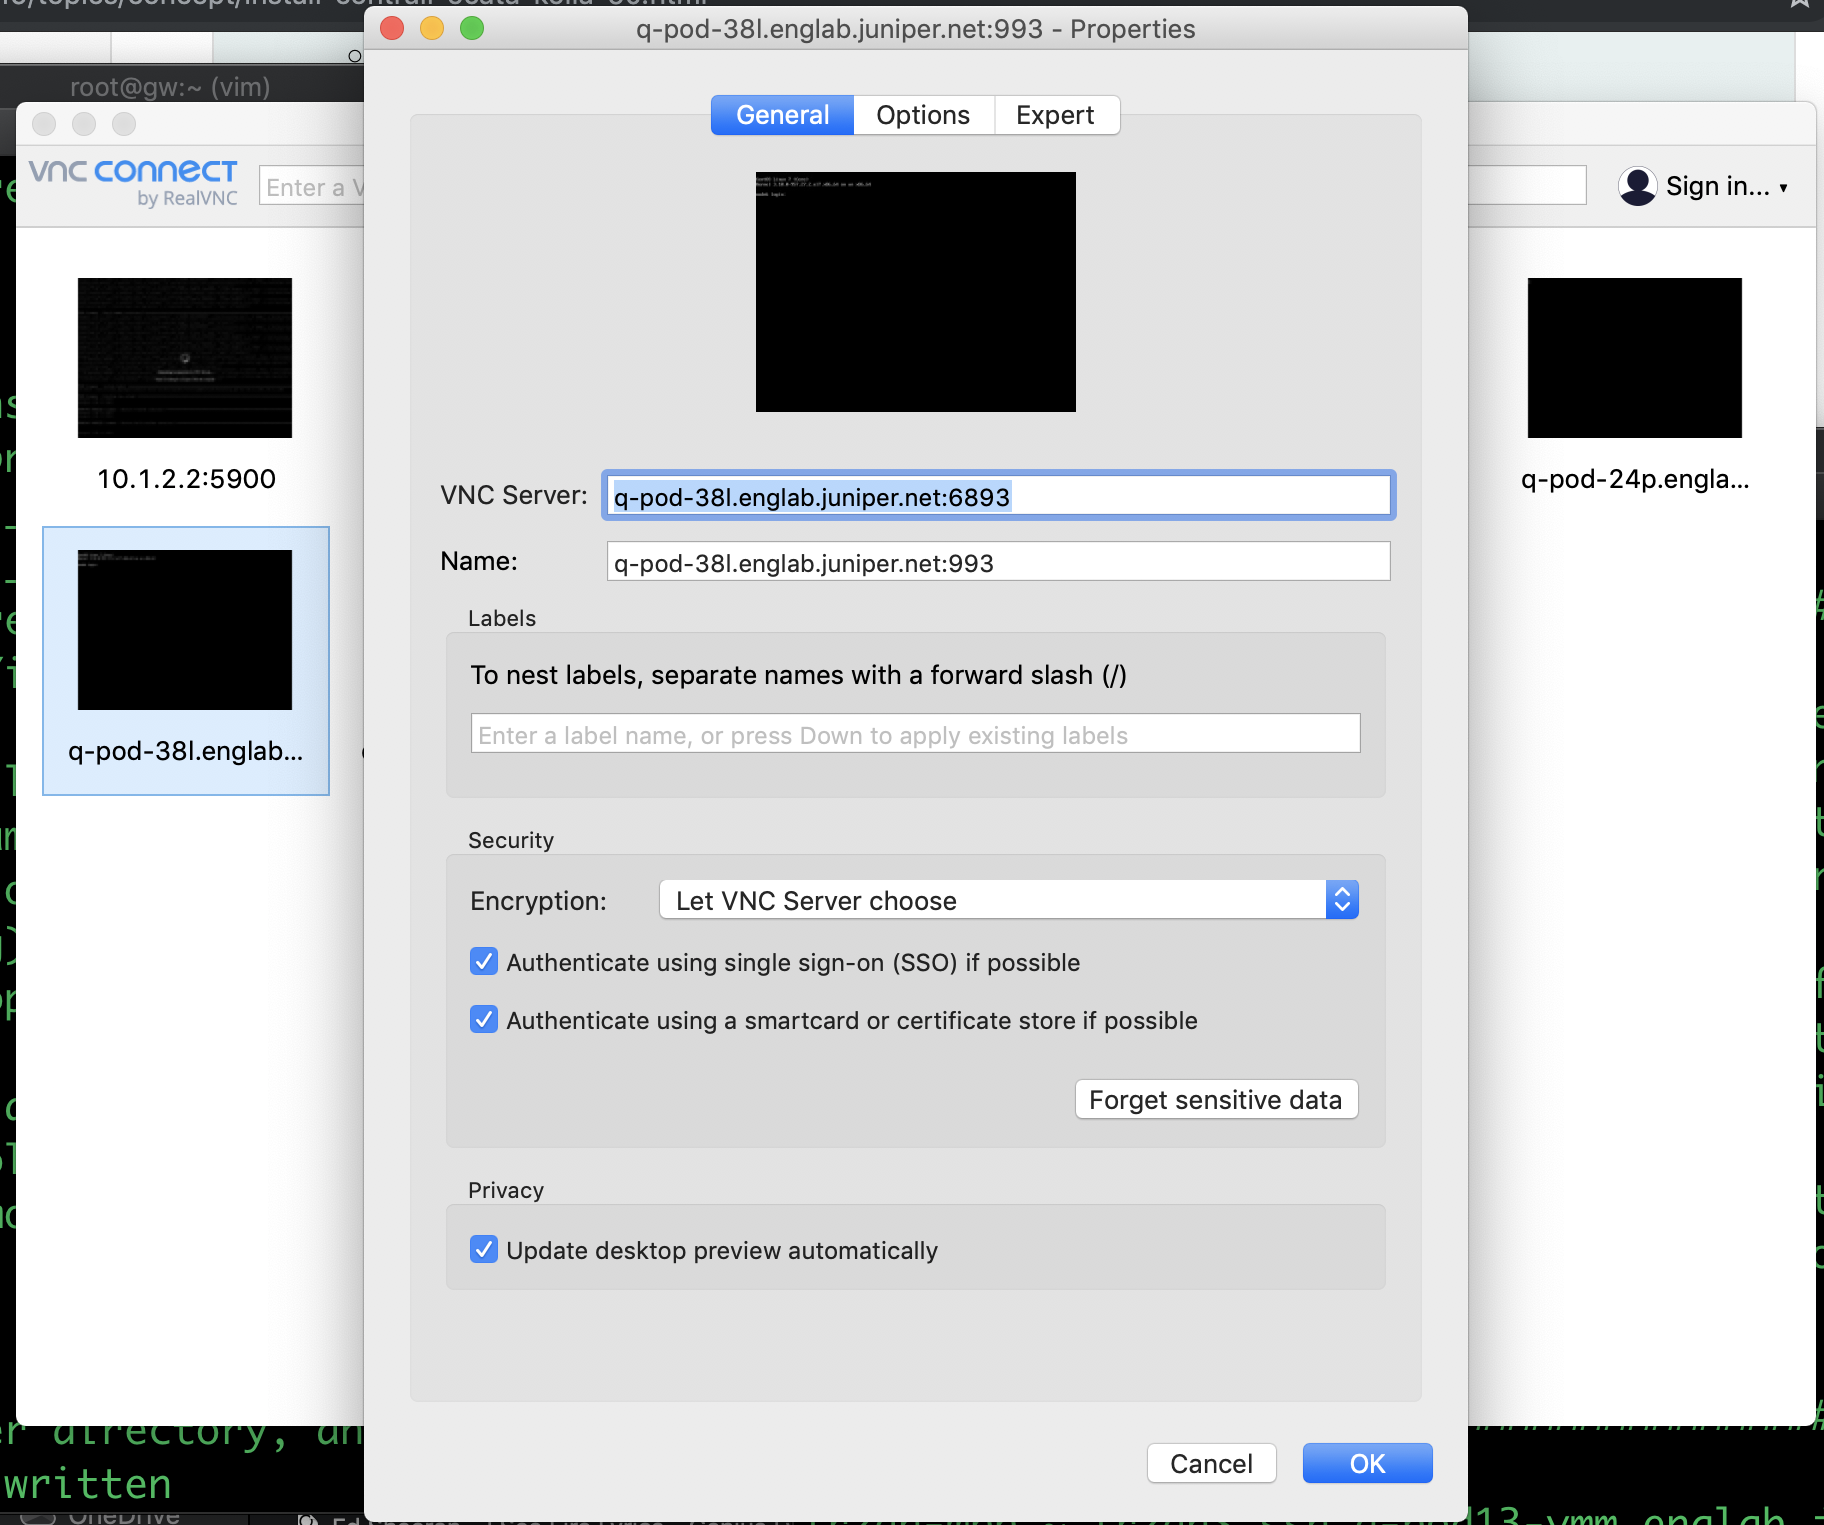 q-pod-38l.englab.juniper.net:993 - Properties
root@gw:~ (vim)
General Options Expert
vnc connect
by RealVNC
Enter a V
Sign in...
10.1.2.2:5900
q-pod-24p.engla...
q-pod-38l.englab...
VNC Server: q-pod-38l.englab.juniper.net:6893
Name: q-pod-38l.englab.juniper.net:993
Labels
To nest labels, separate names with a forward slash (/)
Enter a label name, or press Down to apply existing labels
Security
Encryption: Let VNC Server choose
Authenticate using single sign-on (SSO) if possible
Authenticate using a smartcard or certificate store if possible
Forget sensitive data
Privacy
Update desktop preview automatically
Cancel OK
er directory, an
written
OneDrive